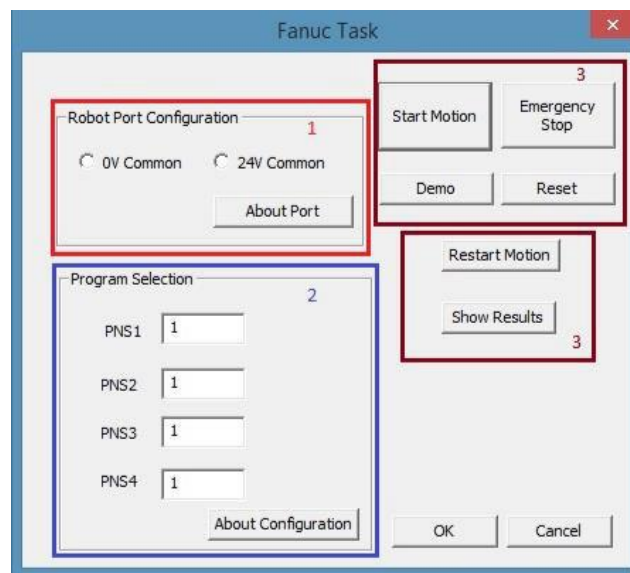 Fanuc Task
x
Robot Port Configuration
1
0V Common
24V Common
About Port
3
Start Motion
Emergency
Stop
Demo
Reset
Restart Motion
Show Results
3
Program Selection
2
PNS1
1
PNS2
1
PNS3
1
PNS4
1
About Configuration
OK
Cancel